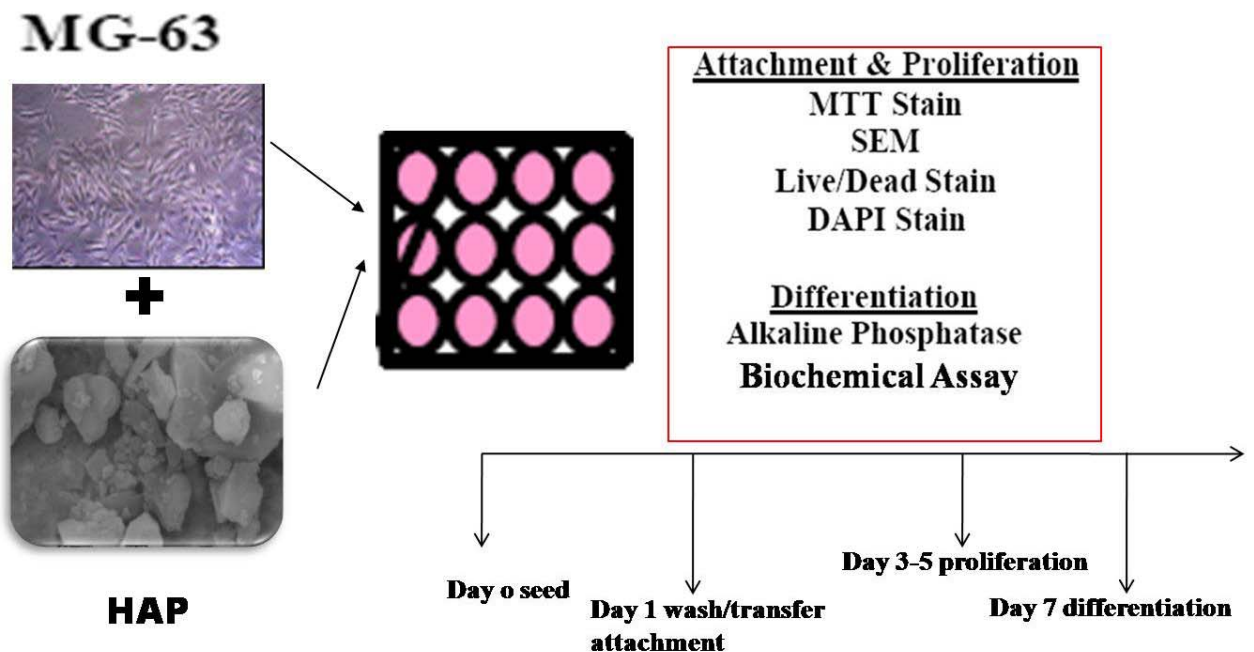 MG-63
HAP
Attachment & Proliferation
MTT Stain
SEM
Live/Dead Stain
DAPI Stain
Differentiation
Alkaline Phosphatase
Biochemical Assay
Day o seed
Day 1 wash/transfer
attachment
Day 3-5 proliferation
Day 7 differentiation